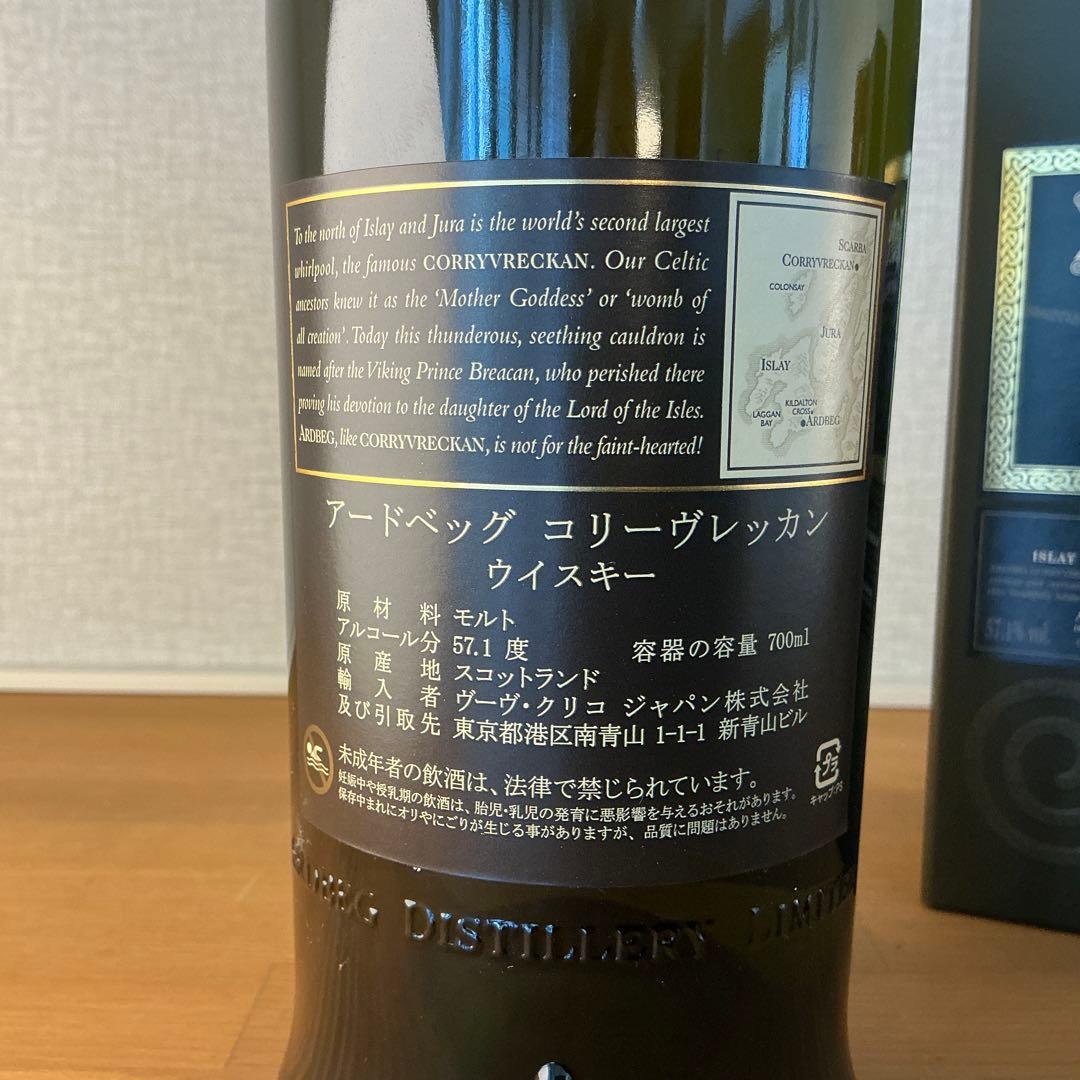 To the north of Islay and Jura is the world's second largest
whirlpool, the famous CORRYVRECKAN. Our Celtic
ancestors knew it as the 'Mother Goddess' or 'womb of
all creation'. Today this thunderous, seething cauldron is
named after the Viking Prince Breacan, who perished there
proving his devotion to the daughter of the Lord of the Isles.
ARDBEG, like CORRYVRECKAN, is not for the faint-hearted!
SCARBA
CORRYVRECKAN
COLONSAY
JURA
ISLAY
KILDALTON
CROSS
LAGGAN
BAY
ARDBEG
アードベッグ コリーヴレッカン
ウイスキー
原材料 モルト
アルコール分 57.1 度 容器の容量 700ml
原産地 スコットランド
輸入者 ヴーヴ・クリコ ジャパン株式会社
及び引取先 東京都港区南青山 1-1-1 新青山ビル
未成年者の飲酒は、法律で禁じられています。
妊娠中や授乳期の飲酒は、胎児・乳児の発育に悪影響を与えるおそれがあります。
保存中まれにオリやにごりが生じる事がありますが、品質に問題はありません。
プラ
キャップ:PS
ARDBEG DISTILLERY LIMITED
ISLAY
57.1% vol